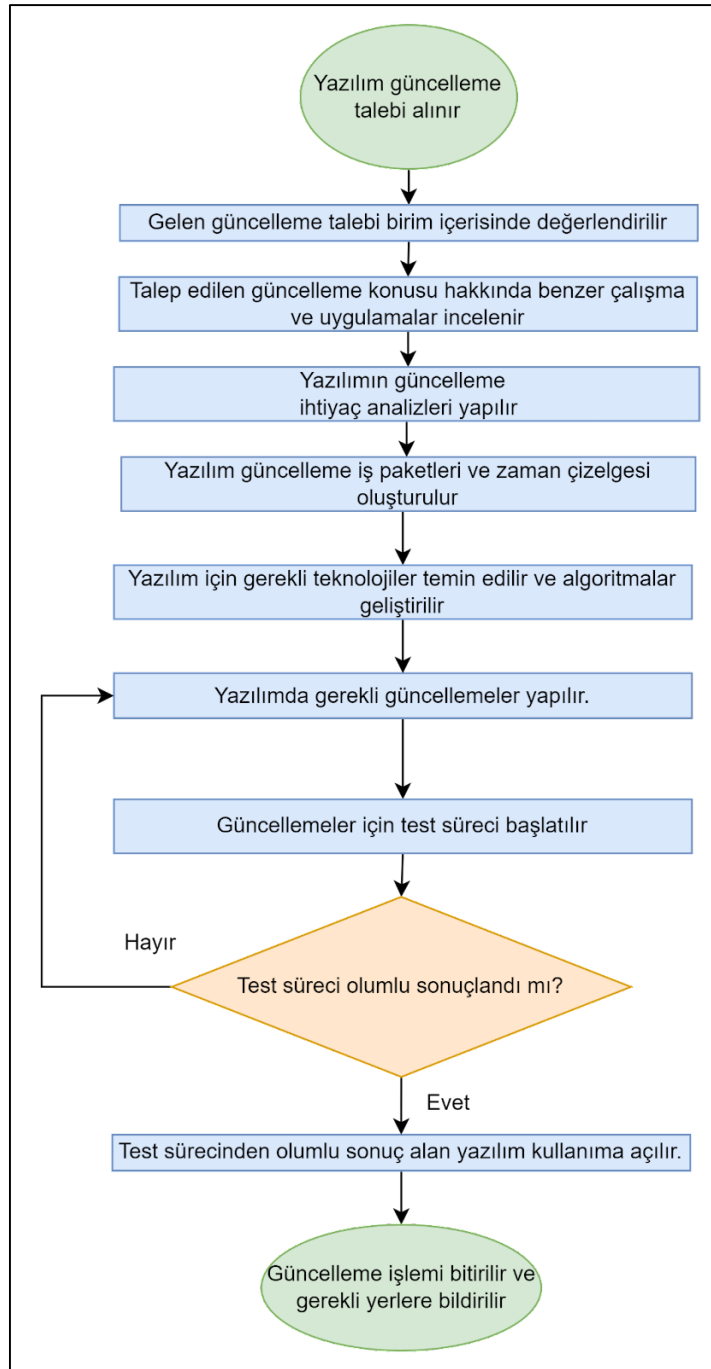 Yazılım güncelleme
talebi alınır
Gelen güncelleme talebi birim içerisinde değerlendirilir
Talep edilen güncelleme konusu hakkında benzer çalışma
ve uygulamalar incelenir
Yazılımın güncelleme
ihtiyaç analizleri yapılır
Yazılım güncelleme iş paketleri ve zaman çizelgesi
oluşturulur
Yazılım için gerekli teknolojiler temin edilir ve algoritmalar
geliştirilir
Yazılımda gerekli güncellemeler yapılır.
Güncellemeler için test süreci başlatılır
Hayır
Test süreci olumlu sonuçlandı mı?
Evet
Test sürecinden olumlu sonuç alan yazılım kullanıma açılır.
Güncelleme işlemi bitirilir ve
gerekli yerlere bildirilir